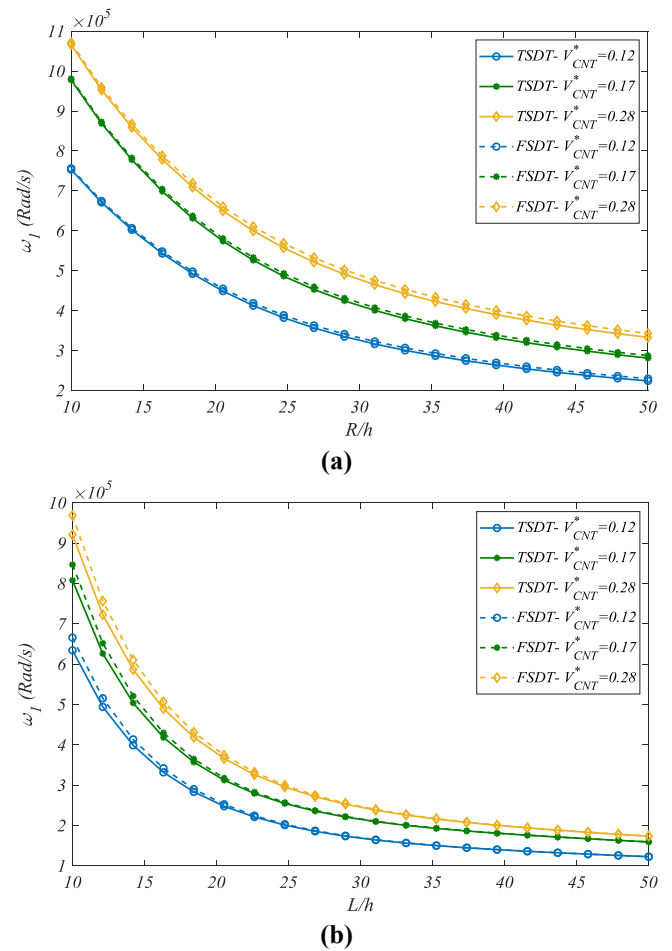 ×10⁵
11
10
9
8
7
6
5
4
3
2
ω₁ (Rad/s)
TSDT- V*CNT=0.12
TSDT- V*CNT=0.17
TSDT- V*CNT=0.28
FSDT- V*CNT=0.12
FSDT- V*CNT=0.17
FSDT- V*CNT=0.28
10 15 20 25 30 35 40 45 50
R/h
(a)
×10⁵
10
9
8
7
6
5
4
3
2
1
ω₁ (Rad/s)
TSDT- V*CNT=0.12
TSDT- V*CNT=0.17
TSDT- V*CNT=0.28
FSDT- V*CNT=0.12
FSDT- V*CNT=0.17
FSDT- V*CNT=0.28
10 15 20 25 30 35 40 45 50
L/h
(b)